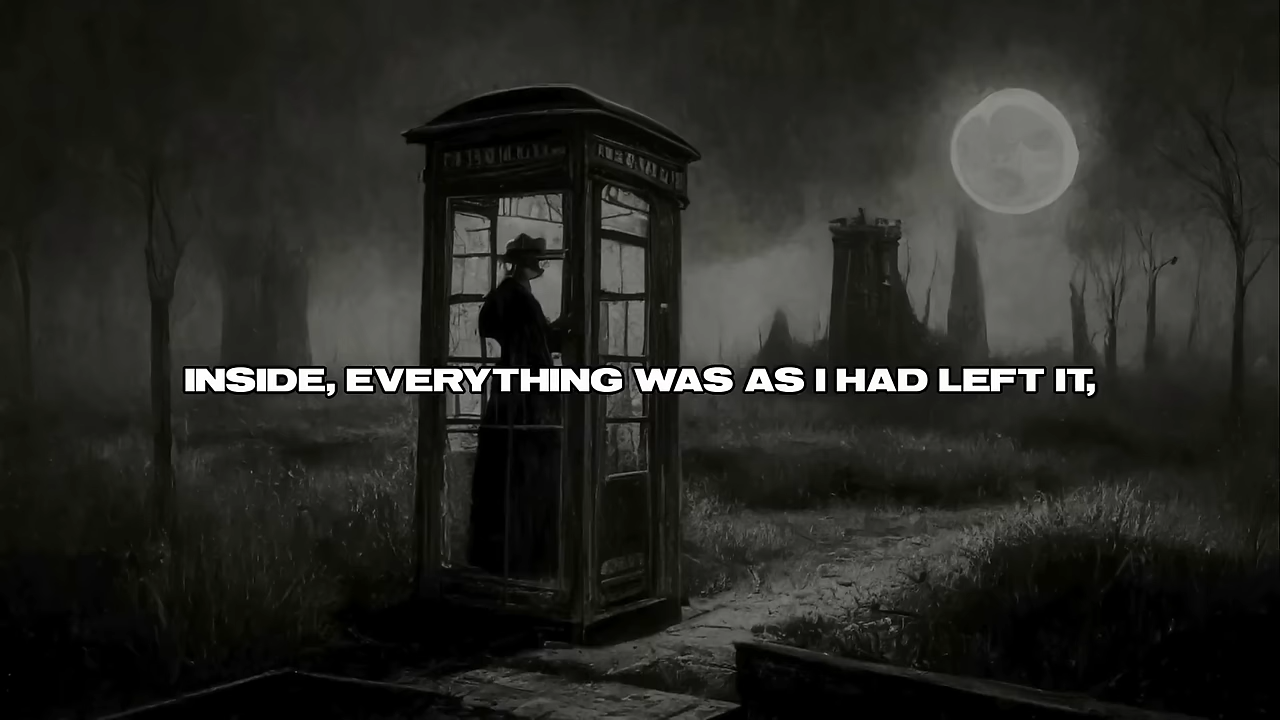 INSIDE, EVERYTHING WAS AS I HAD LEFT IT,